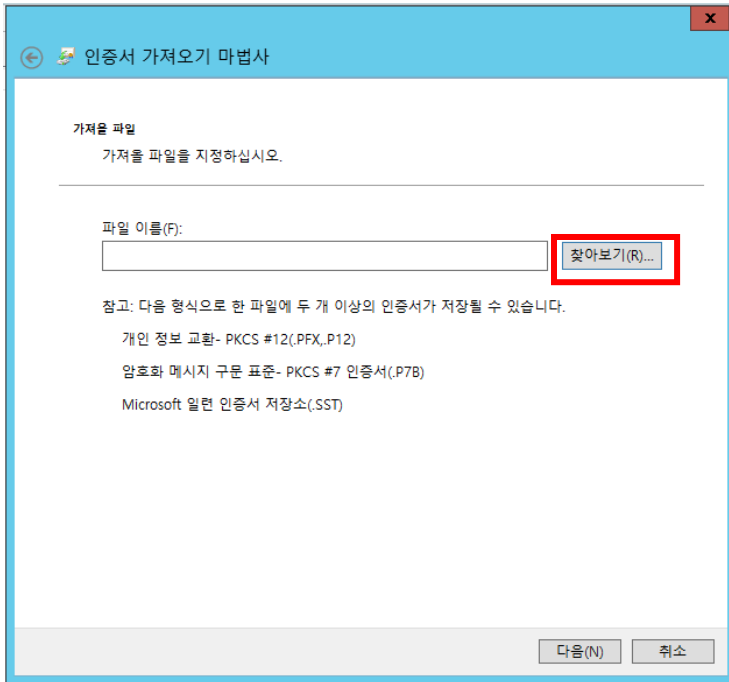 x
인증서 가져오기 마법사
가져올 파일
가져올 파일을 지정하십시오.
파일 이름(F):
찾아보기(R)...
참고: 다음 형식으로 한 파일에 두 개 이상의 인증서가 저장될 수 있습니다.
개인 정보 교환- PKCS #12(.PFX,.P12)
암호화 메시지 구문 표준- PKCS #7 인증서(.P7B)
Microsoft 일련 인증서 저장소(.SST)
다음(N) 취소